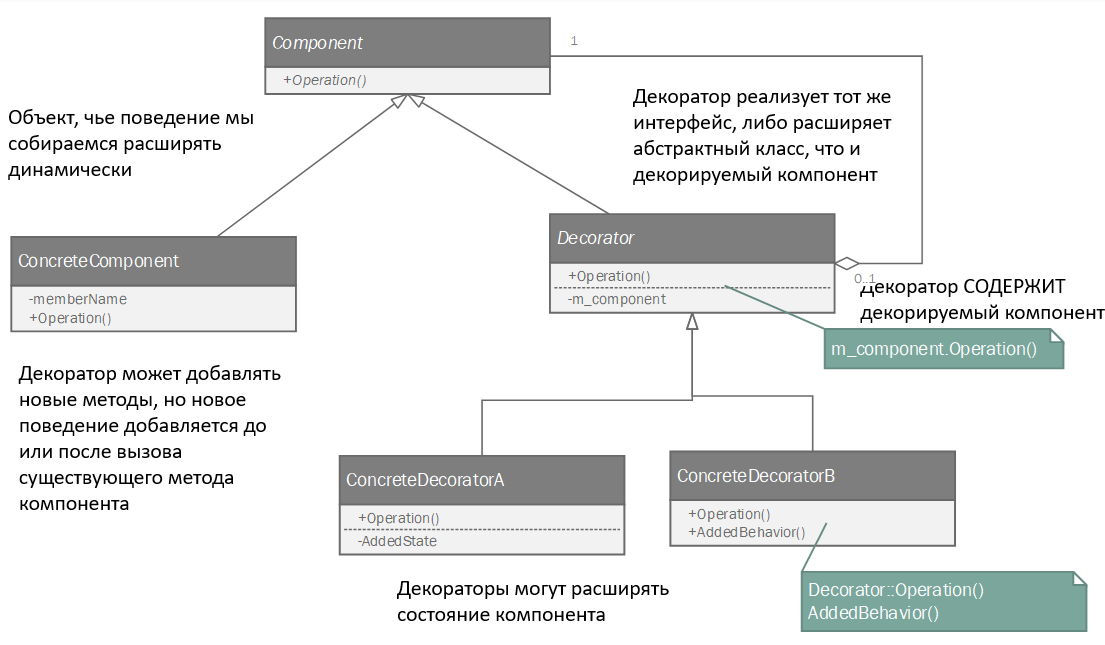 Component
1
+Operation()
Объект, чье поведение мы
собираемся расширять
динамически
Декоратор реализует тот же
интерфейс, либо расширяет
абстрактный класс, что и
декорируемый компонент
ConcreteComponent
-memberName
+Operation()
Decorator
+Operation()
-m_component
0..1
Декоратор СОДЕРЖИТ
декорируемый компонент
m_component.Operation()
Декоратор может добавлять
новые методы, но новое
поведение добавляется до
или после вызова
существующего метода
компонента
ConcreteDecoratorA
+Operation()
-AddedState
ConcreteDecoratorB
+Operation()
+AddedBehavior()
Декораторы могут расширять
состояние компонента
Decorator::Operation()
AddedBehavior()